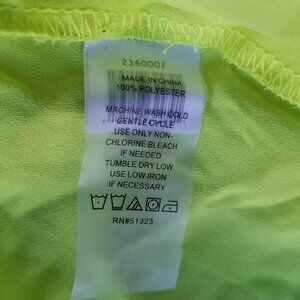 2360002
MADE IN CHINA
100% POLYESTER
MACHINE WASH COLD
GENTLE CYCLE
USE ONLY NON-
CHLORINE BLEACH
IF NEEDED
TUMBLE DRY LOW
USE LOW IRON
IF NECESSARY
RN#51323